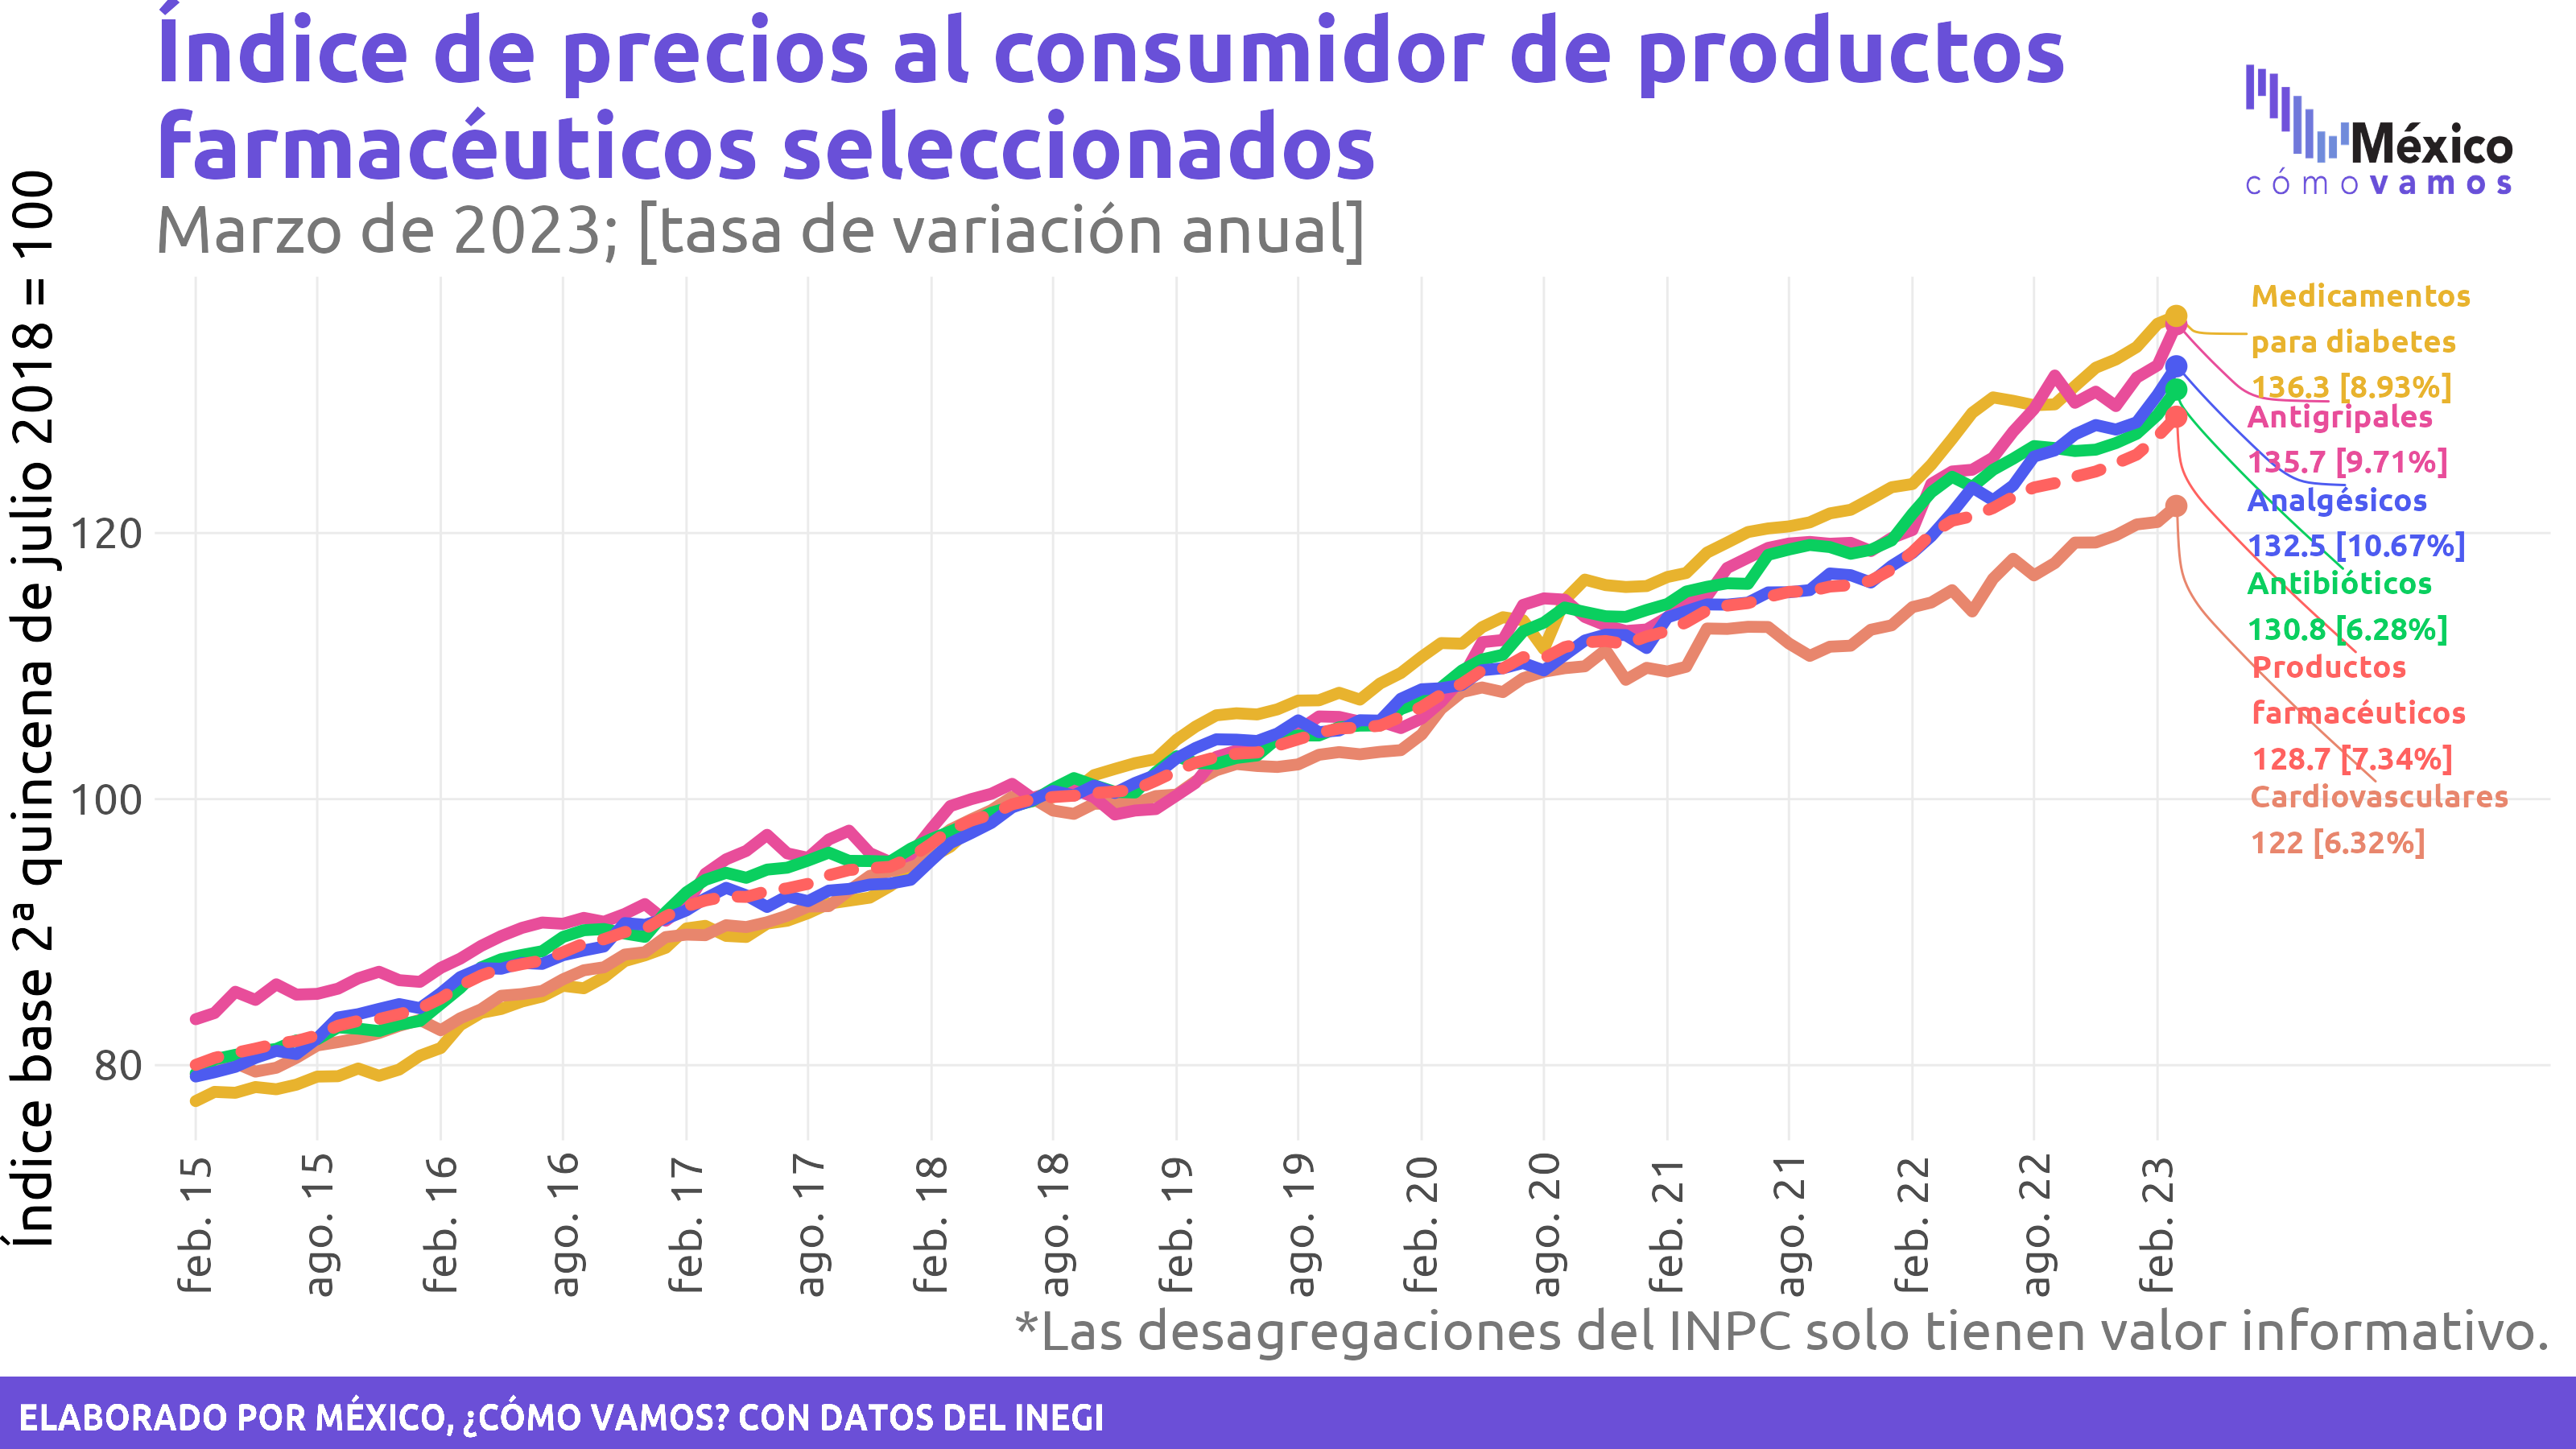 Índice de precios al consumidor de productos
farmacéuticos seleccionados
Marzo de 2023; [tasa de variación anual]
México
cómo vamos
Índice base 2ª quincena de julio 2018 = 100
120
100
80
Medicamentos
para diabetes
136.3 [8.93%]
Antigripales
135.7 [9.71%]
Analgésicos
132.5 [10.67%]
Antibióticos
130.8 [6.28%]
Productos
farmacéuticos
128.7 [7.34%]
Cardiovasculares
122 [6.32%]
feb. 15
ago. 15
feb. 16
ago. 16
feb. 17
ago. 17
feb. 18
ago. 18
feb. 19
ago. 19
feb. 20
ago. 20
feb. 21
ago. 21
feb. 22
ago. 22
feb. 23
*Las desagregaciones del INPC solo tienen valor informativo.
ELABORADO POR MÉXICO, ¿CÓMO VAMOS? CON DATOS DEL INEGI